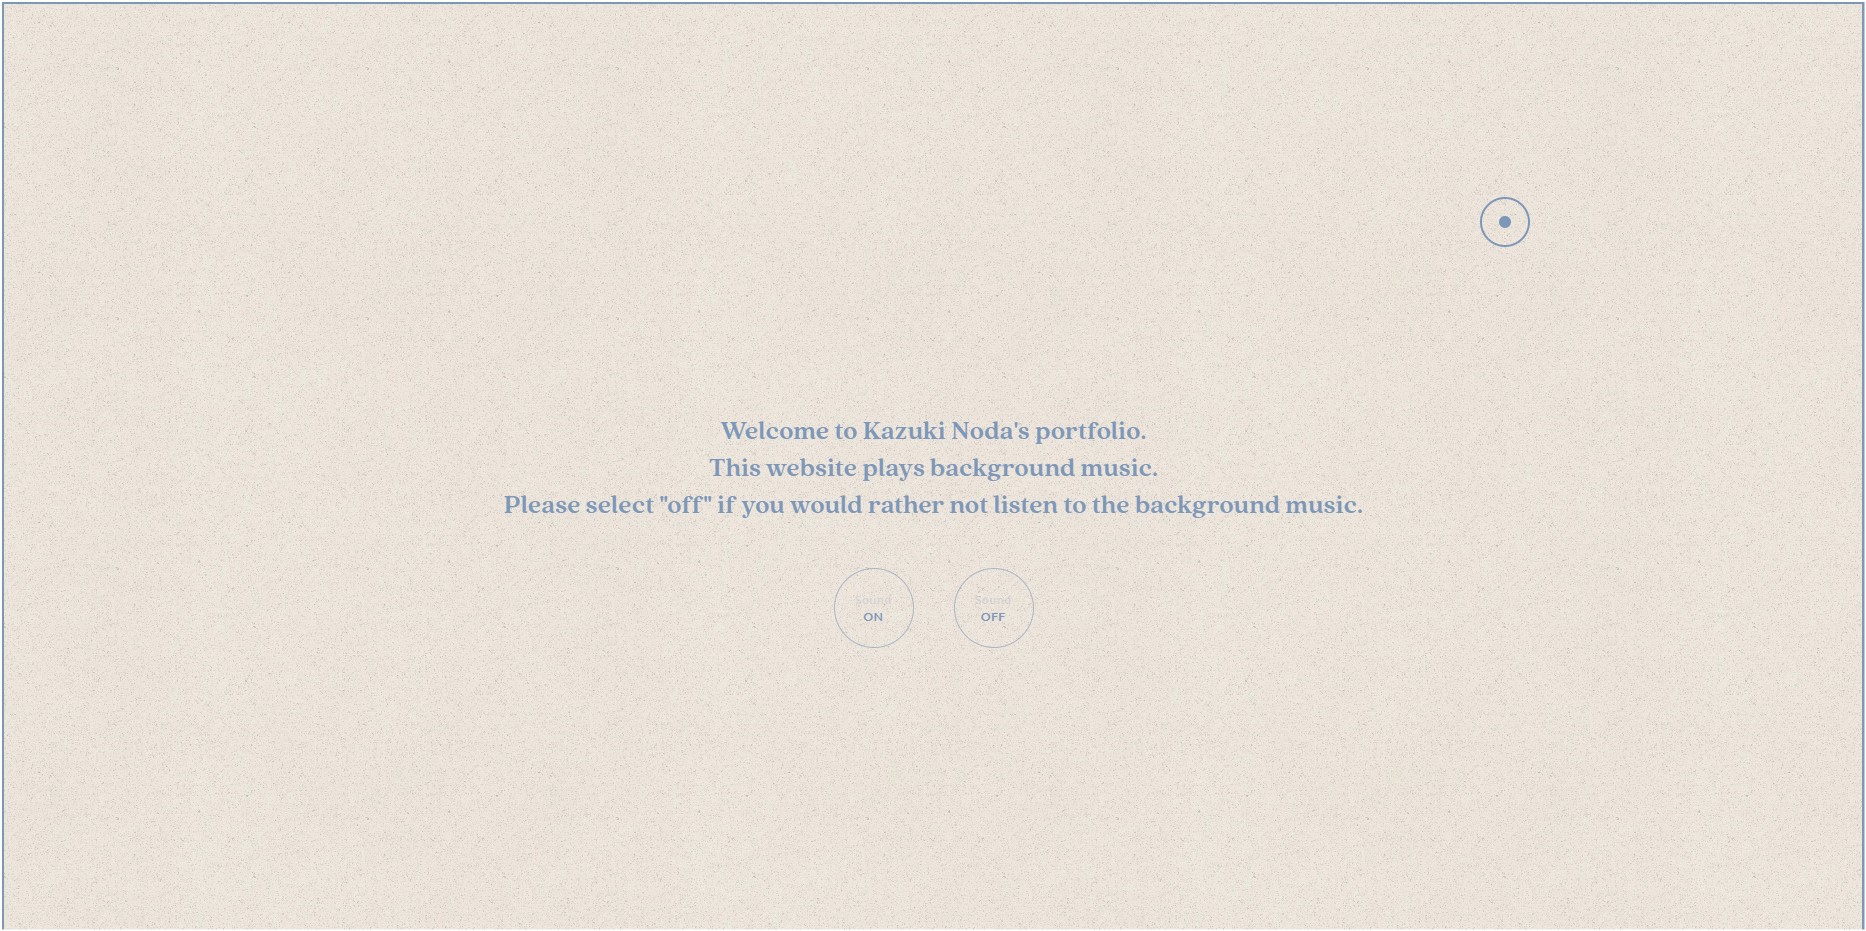 Welcome to Kazuki Noda's portfolio.
This website plays background music.
Please select "off" if you would rather not listen to the background music.
Sound
ON
Sound
OFF